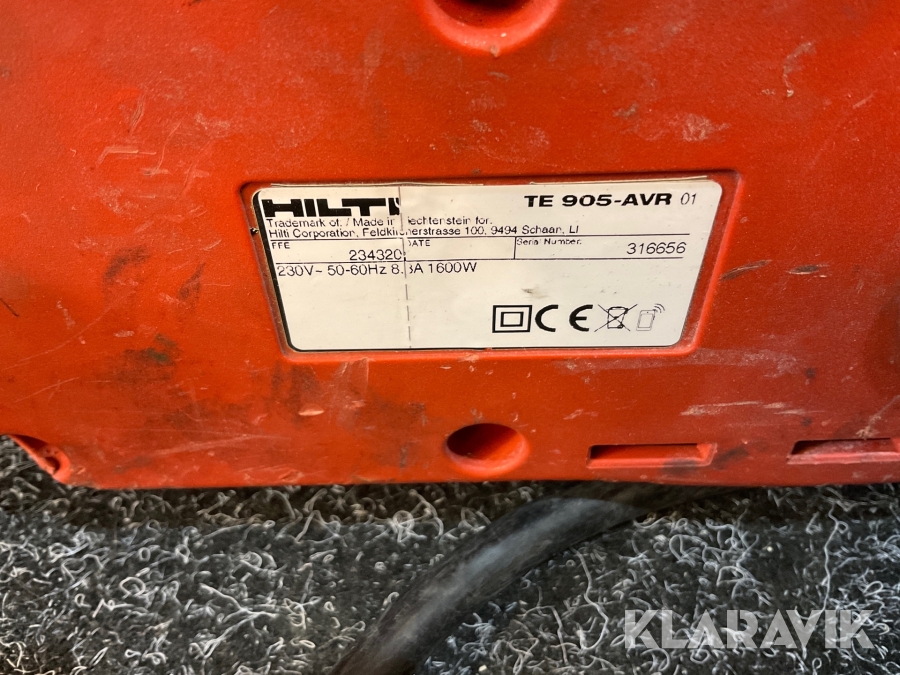 HILTI TE 905-AVR 01
Trademark of. / Made in Liechtenstein for.
Hilti Corporation, Feldkircherstrasse 100, 9494 Schaan, LI
DATE Serial Number.
234320 316656
230V~ 50-60Hz 8.3A 1600W
CE
KLARAVIK